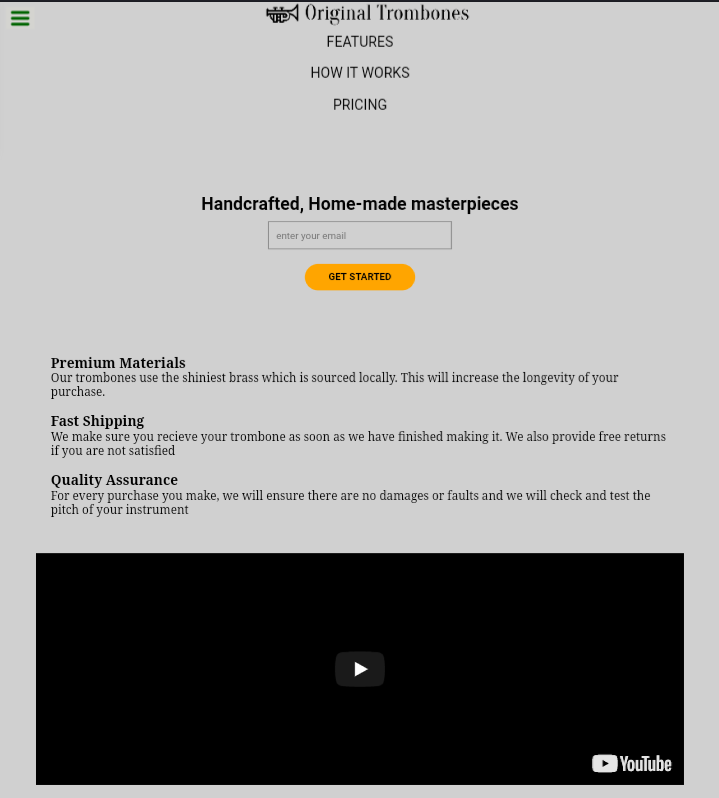 Original Trombones
FEATURES
HOW IT WORKS
PRICING
Handcrafted, Home-made masterpieces
enter your email
GET STARTED
Premium Materials
Our trombones use the shiniest brass which is sourced locally. This will increase the longevity of your
purchase.
Fast Shipping
We make sure you recieve your trombone as soon as we have finished making it. We also provide free returns
if you are not satisfied
Quality Assurance
For every purchase you make, we will ensure there are no damages or faults and we will check and test the
pitch of your instrument
YouTube